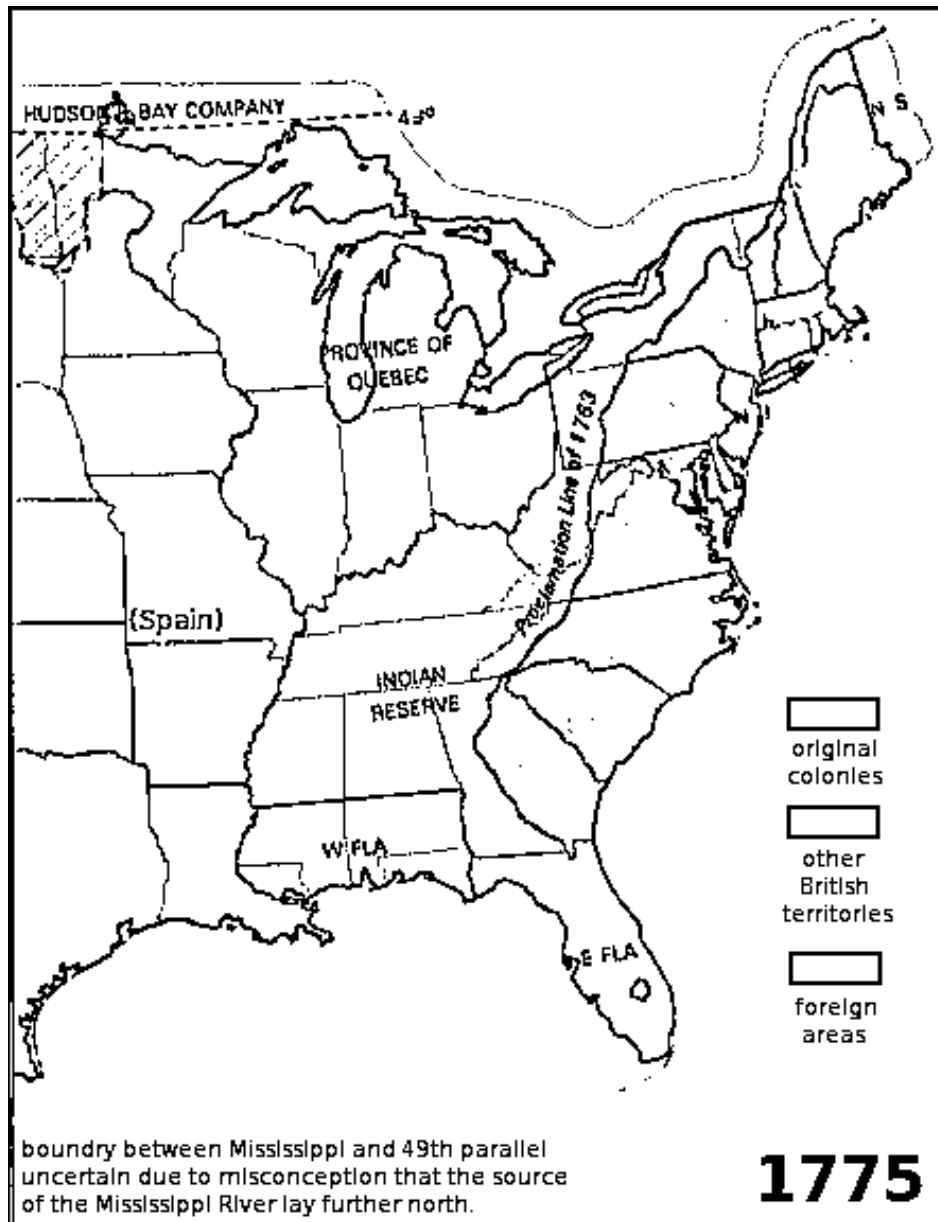 HUDSON BAY COMPANY
49º
N S
PROVINCE OF
QUEBEC
Proclamation Line of 1763
(Spain)
INDIAN
RESERVE
W FLA
E FLA
original
colonies
other
British
territories
foreign
areas
boundry between Mississippi and 49th parallel
uncertain due to misconception that the source
of the Mississippi River lay further north.
1775